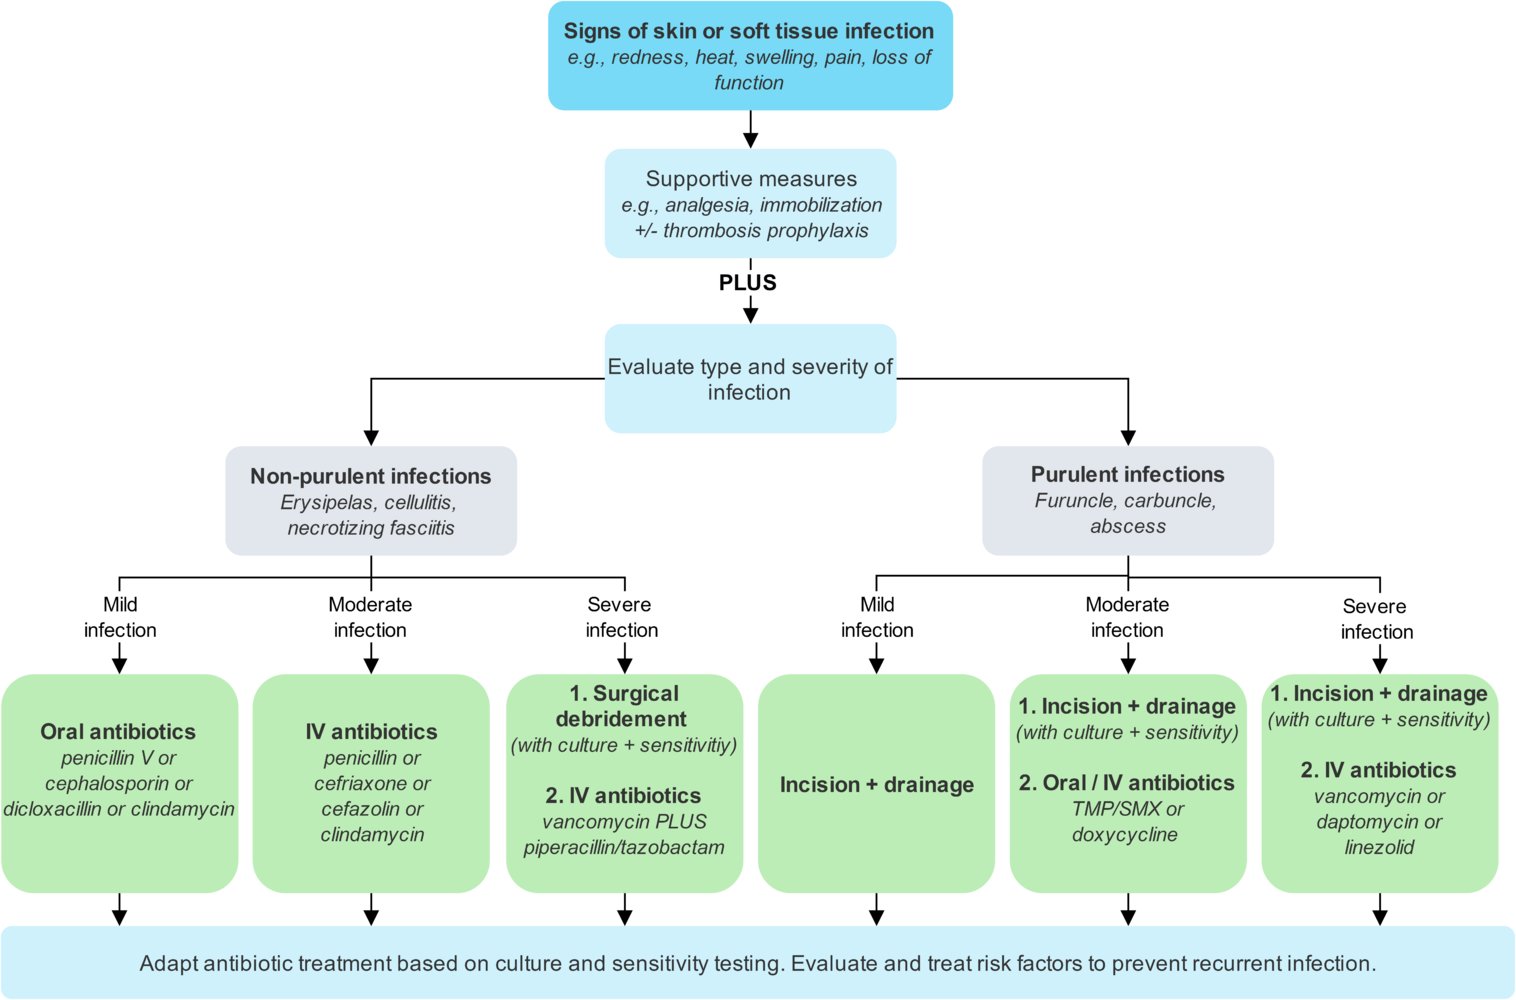 Signs of skin or soft tissue infection
e.g., redness, heat, swelling, pain, loss of
function
Supportive measures
e.g., analgesia, immobilization
+/- thrombosis prophylaxis
PLUS
Evaluate type and severity of
infection
Non-purulent infections
Erysipelas, cellulitis,
necrotizing fasciitis
Purulent infections
Furuncle, carbuncle,
abscess
Mild
infection
Moderate
infection
Severe
infection
Mild
infection
Moderate
infection
Severe
infection
Oral antibiotics
penicillin V or
cephalosporin or
dicloxacillin or clindamycin
IV antibiotics
penicillin or
cefriaxone or
cefazolin or
clindamycin
1. Surgical
debridement
(with culture + sensitivitiy)
2. IV antibiotics
vancomycin PLUS
piperacillin/tazobactam
Incision + drainage
1. Incision + drainage
(with culture + sensitivity)
2. Oral / IV antibiotics
TMP/SMX or
doxycycline
1. Incision + drainage
(with culture + sensitivity)
2. IV antibiotics
vancomycin or
daptomycin or
linezolid
Adapt antibiotic treatment based on culture and sensitivity testing. Evaluate and treat risk factors to prevent recurrent infection.